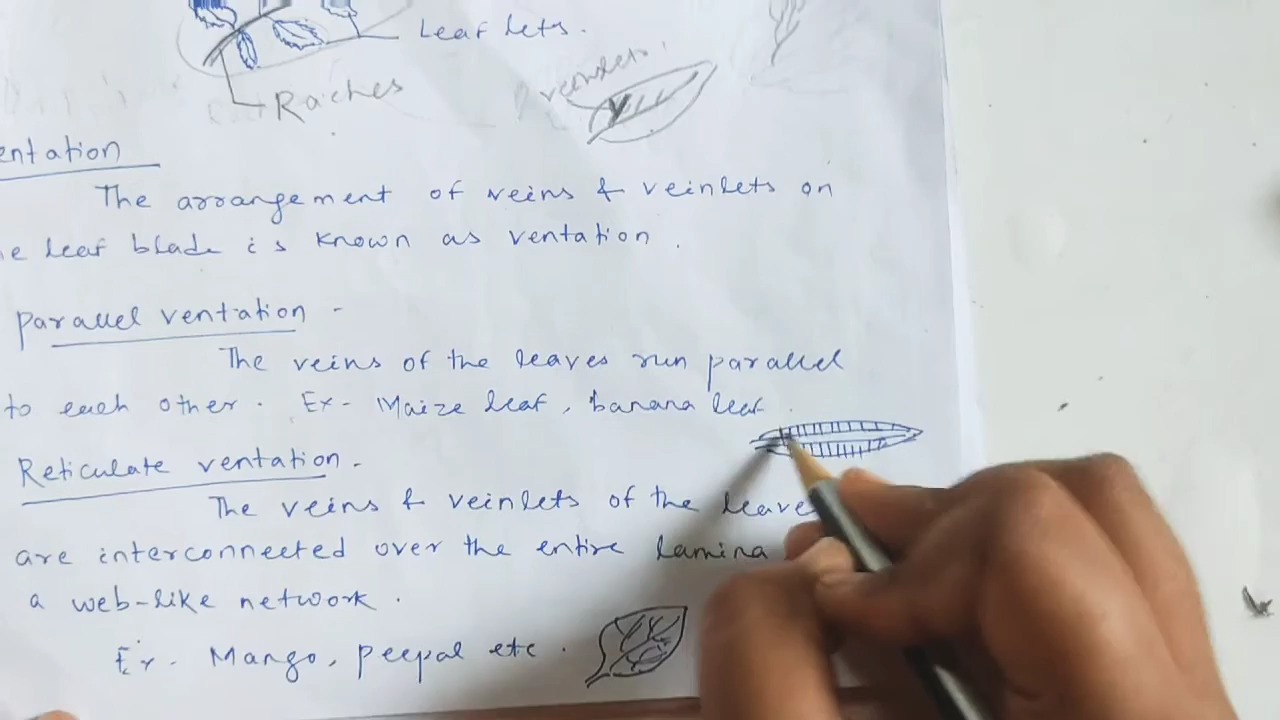 Leaf lets.
veinlets
Raches
entation
The arrangement of veins & veinlets on
e leaf blade is known as ventation.
Parallel ventation -
The veins of the leaves run parallel
to each other. Ex- Maize leaf, banana leaf.
Reticulate ventation.
The veins & veinlets of the leave
are interconnected over the entire lamina
a web-like network.
Ex. Mango, peepal etc.